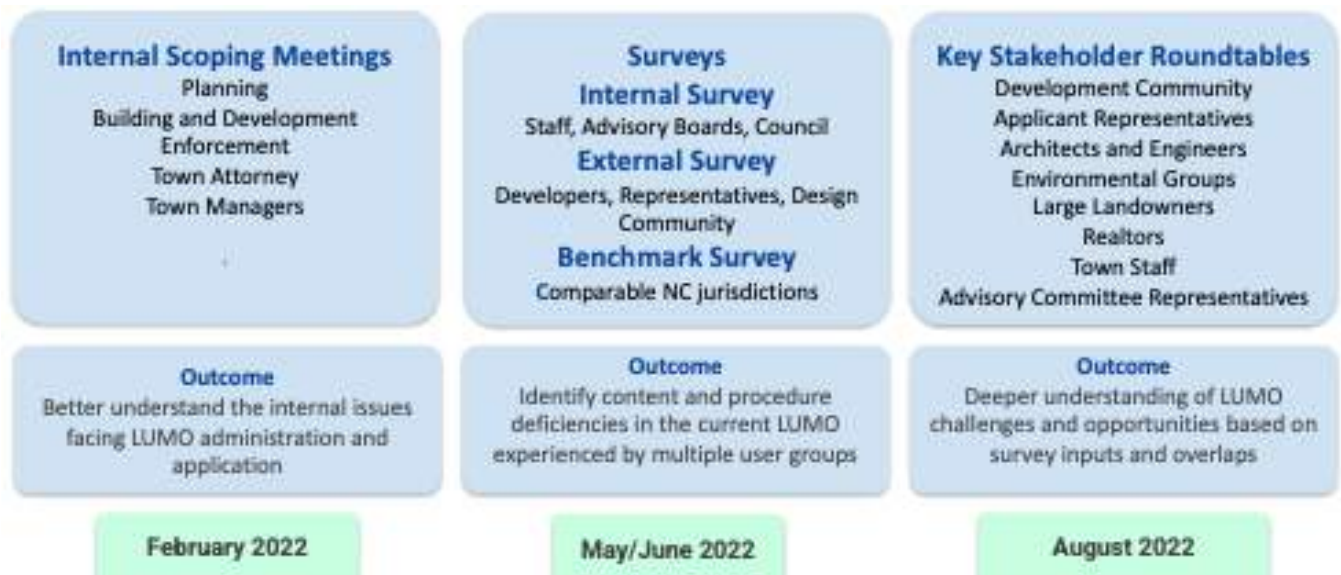 Internal Scoping Meetings
Planning
Building and Development
Enforcement
Town Attorney
Town Managers
Surveys
Internal Survey
Staff, Advisory Boards, Council
External Survey
Developers, Representatives, Design
Community
Benchmark Survey
Comparable NC jurisdictions
Key Stakeholder Roundtables
Development Community
Applicant Representatives
Architects and Engineers
Environmental Groups
Large Landowners
Realtors
Town Staff
Advisory Committee Representatives
Outcome
Better understand the internal issues
facing LUMO administration and
application
Outcome
Identify content and procedure
deficiencies in the current LUMO
experienced by multiple user groups
Outcome
Deeper understanding of LUMO
challenges and opportunities based on
survey inputs and overlaps
February 2022
May/June 2022
August 2022